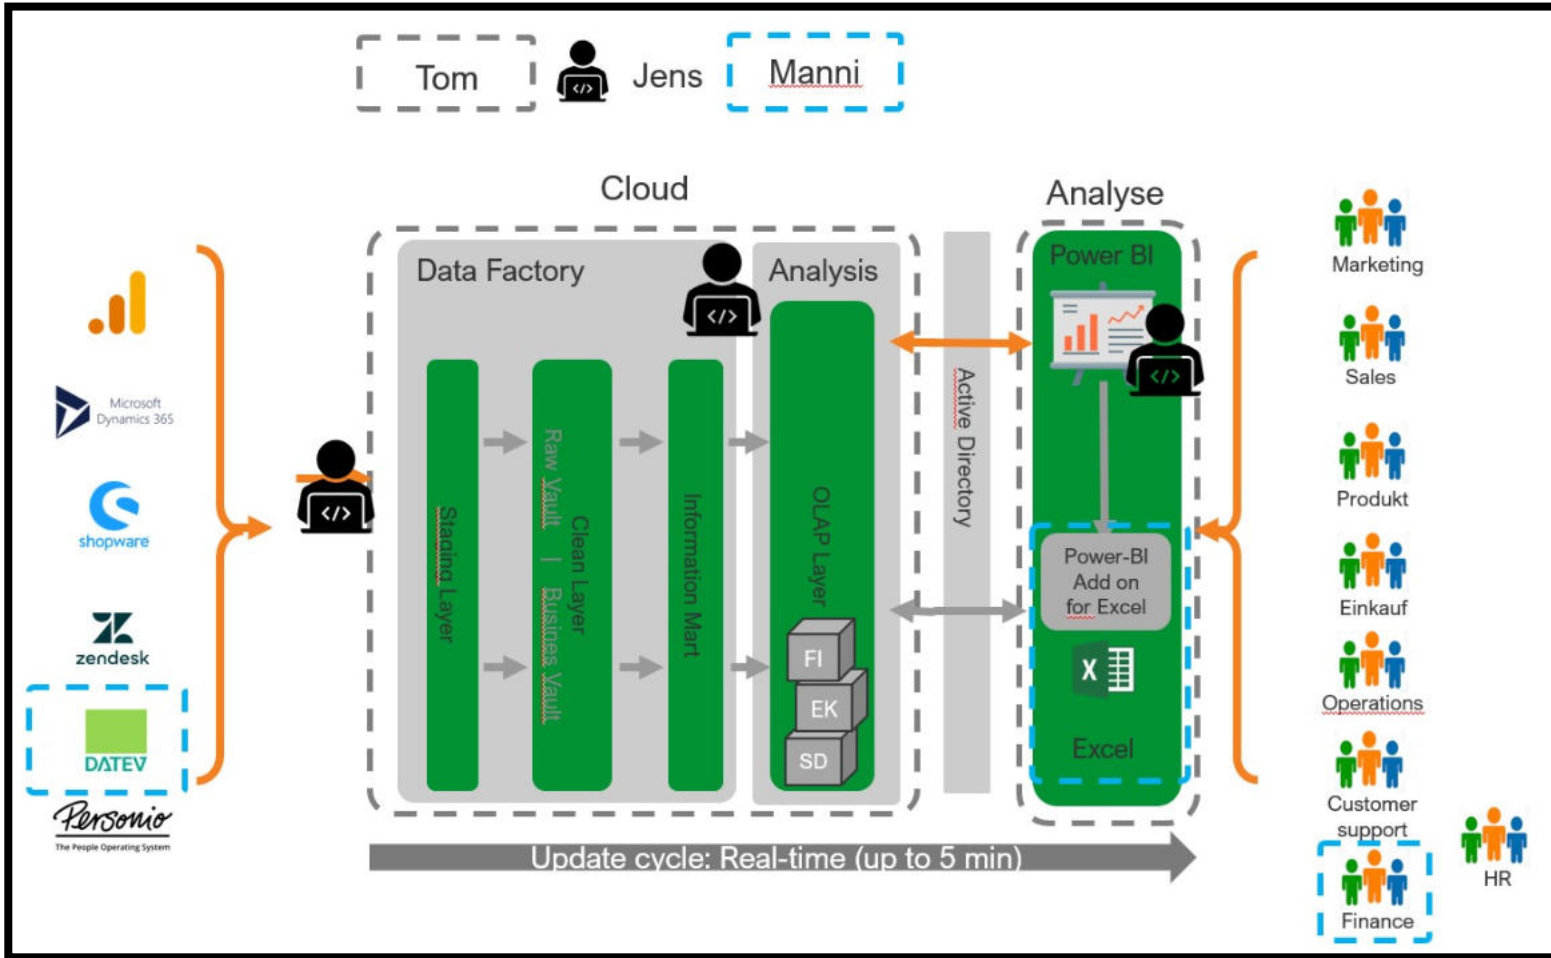 Tom
</>
Jens
Manni
Cloud
Analyse
Data Factory
Analysis
Power BI
</>
</>
</>
Microsoft
Dynamics 365
shopware
zendesk
DATEV
Personio
The People Operating System
Staging Layer
Raw Vault | Busines Vault
Clean Layer
Information Mart
OLAP Layer
FI
EK
SD
Active Directory
Power-BI
Add on
for Excel
X
Excel
Marketing
Sales
Produkt
Einkauf
Operations
Customer
support
HR
Finance
Update cycle: Real-time (up to 5 min)